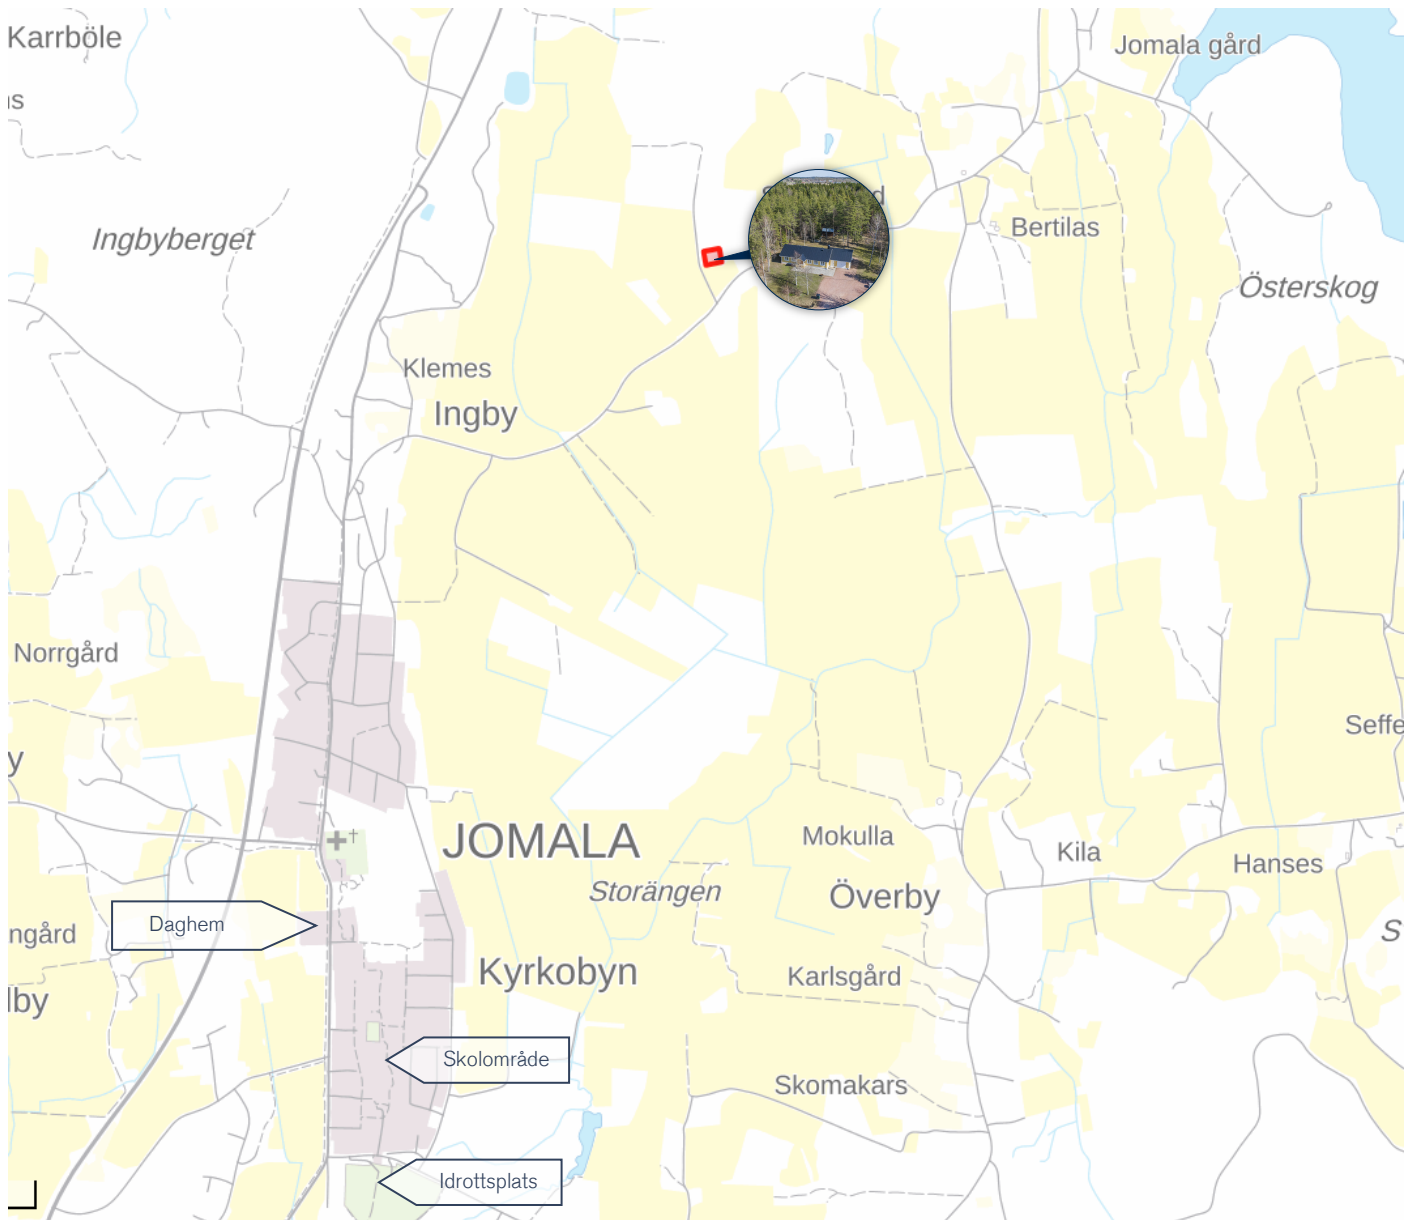 Karrböle
Jomala gård
Ingbyberget
Bertilas
Österskog
Klemes
Ingby
Norrgård
Seffe
y
JOMALA
Mokulla
Kila
Hanses
Storängen
Överby
Daghem
ngård
S
Kyrkobyn
Karlsgård
lby
Skolområde
Skomakars
Idrottsplats